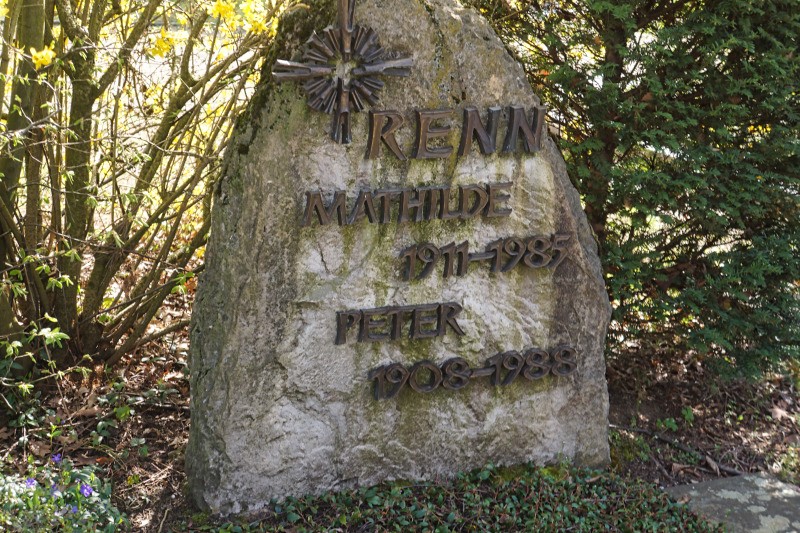 RENN
MATHILDE
1911-1985
PETER
1908-1988